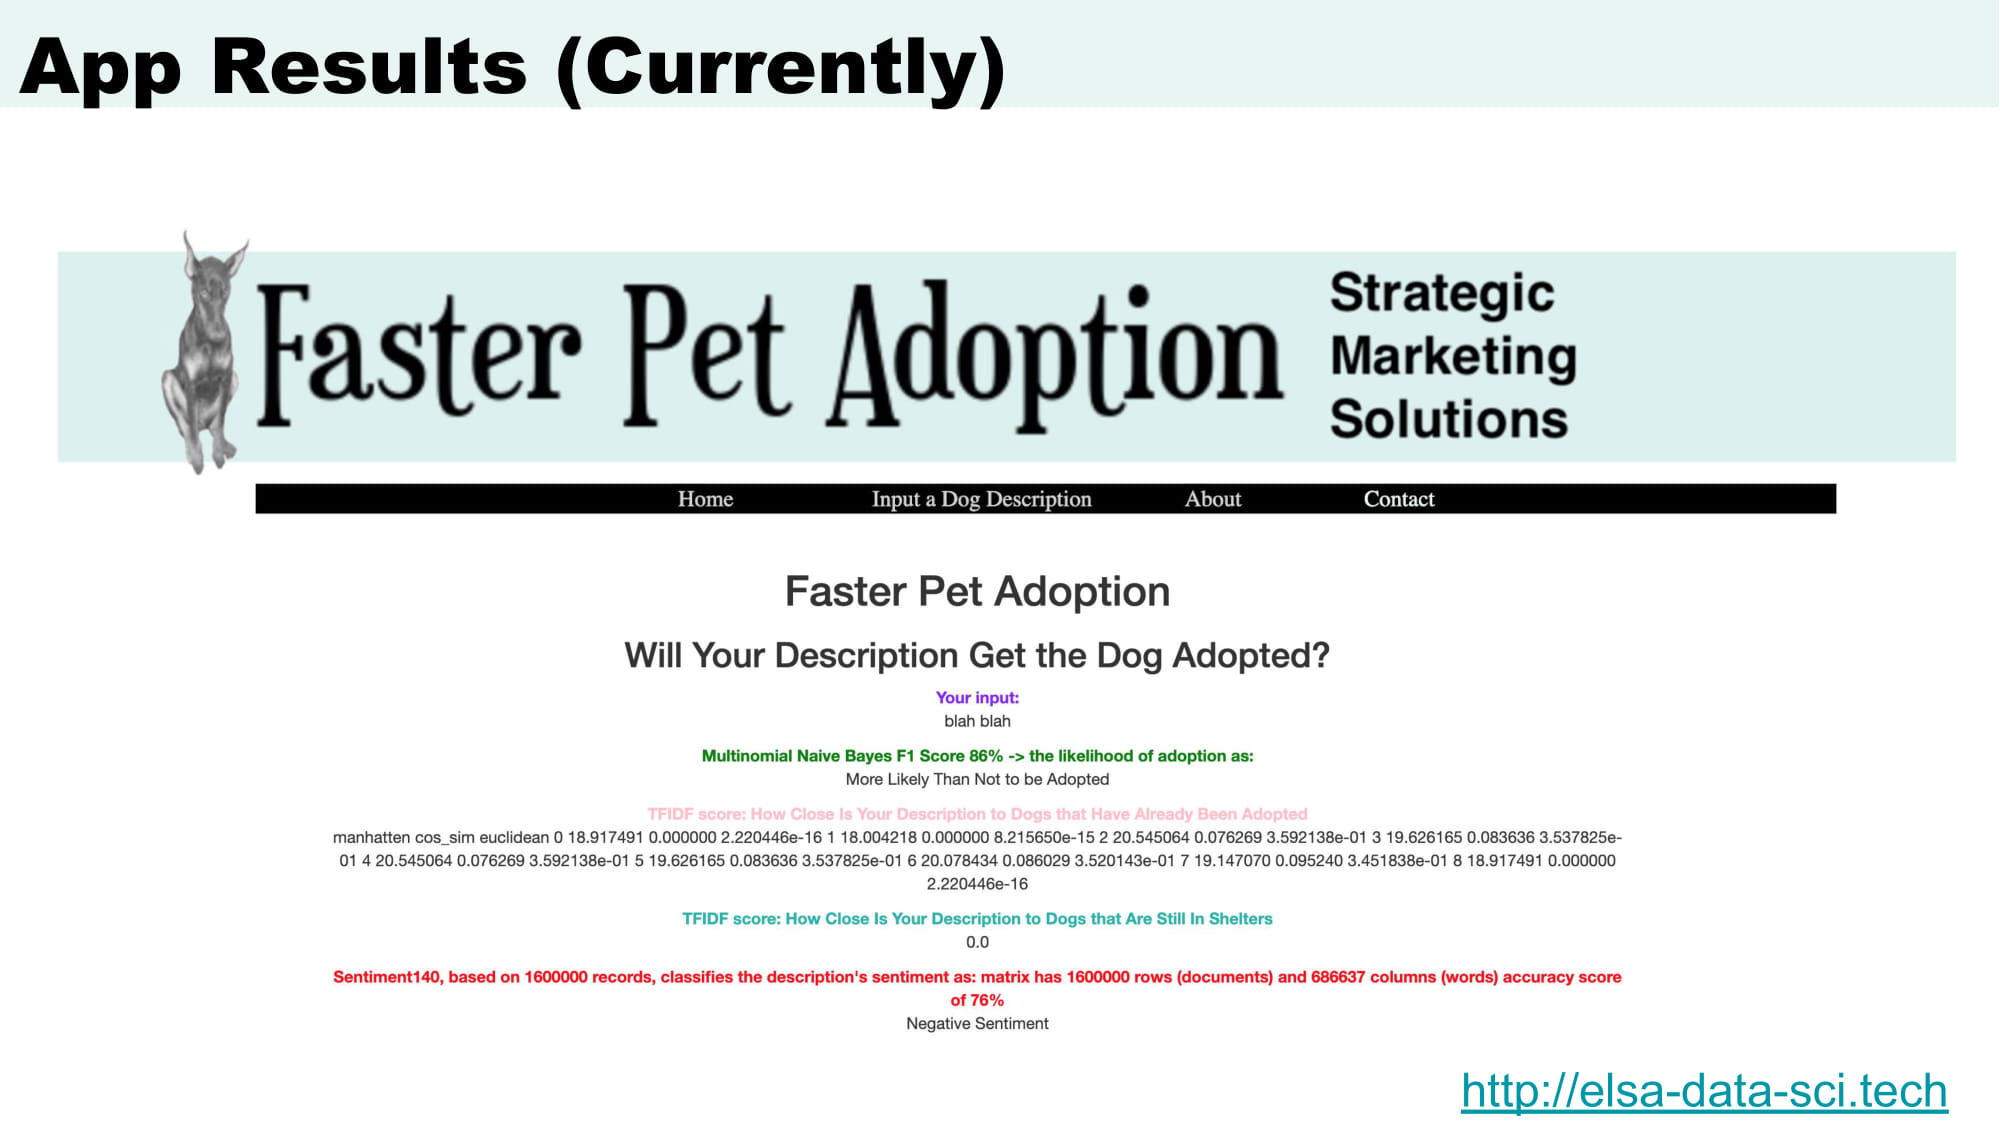 App Results (Currently)
Faster Pet Adoption
Strategic
Marketing
Solutions
Home Input a Dog Description About Contact
Faster Pet Adoption
Will Your Description Get the Dog Adopted?
Your input:
blah blah
Multinomial Naive Bayes F1 Score 86% -> the likelihood of adoption as:
More Likely Than Not to be Adopted
TFIDF score: How Close Is Your Description to Dogs that Have Already Been Adopted
manhatten cos_sim euclidean 0 18.917491 0.000000 2.220446e-16 1 18.004218 0.000000 8.215650e-15 2 20.545064 0.076269 3.592138e-01 3 19.626165 0.083636 3.537825e-
01 4 20.545064 0.076269 3.592138e-01 5 19.626165 0.083636 3.537825e-01 6 20.078434 0.086029 3.520143e-01 7 19.147070 0.095240 3.451838e-01 8 18.917491 0.000000
2.220446e-16
TFIDF score: How Close Is Your Description to Dogs that Are Still In Shelters
0.0
Sentiment140, based on 1600000 records, classifies the description's sentiment as: matrix has 1600000 rows (documents) and 686637 columns (words) accuracy score
of 76%
Negative Sentiment
http://elsa-data-sci.tech